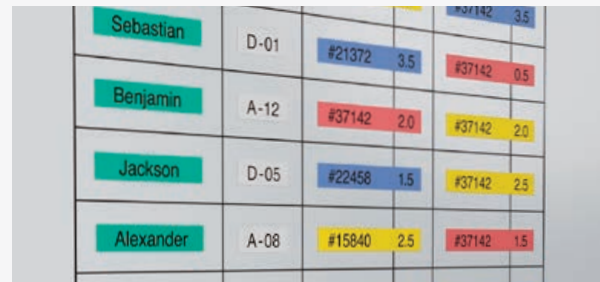 #37142 3.5
Sebastian D-01 #21372 3.5 #37142 0.5
Benjamin A-12 #37142 2.0 #37142 2.0
Jackson D-05 #22458 1.5 #37142 2.5
Alexander A-08 #15840 2.5 #37142 1.5